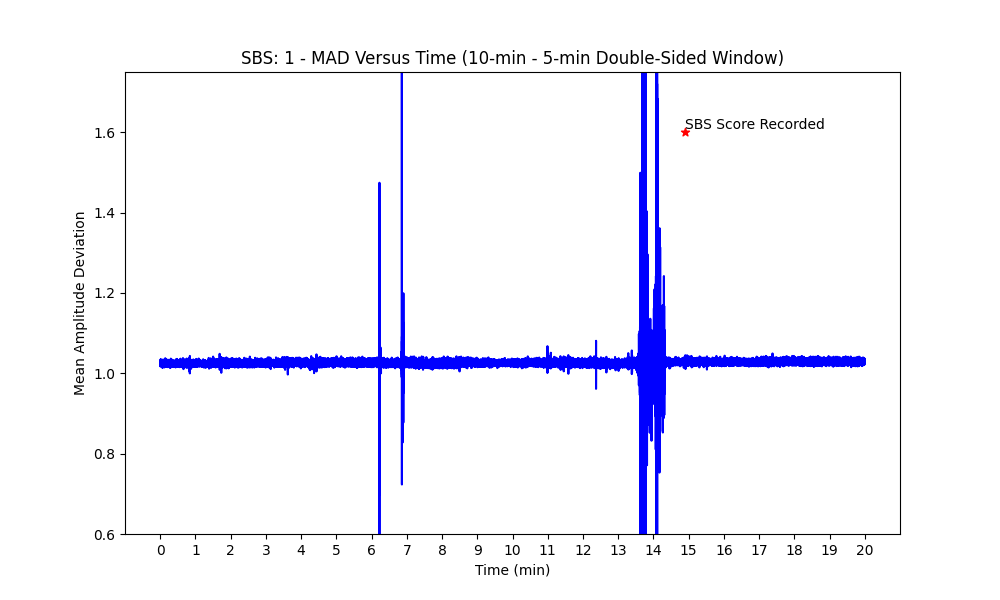 SBS: 1 - MAD Versus Time (10-min - 5-min Double-Sided Window)
SBS Score Recorded
Mean Amplitude Deviation
1.6
1.4
1.2
1.0
0.8
0.6
0 1 2 3 4 5 6 7 8 9 10 11 12 13 14 15 16 17 18 19 20
Time (min)